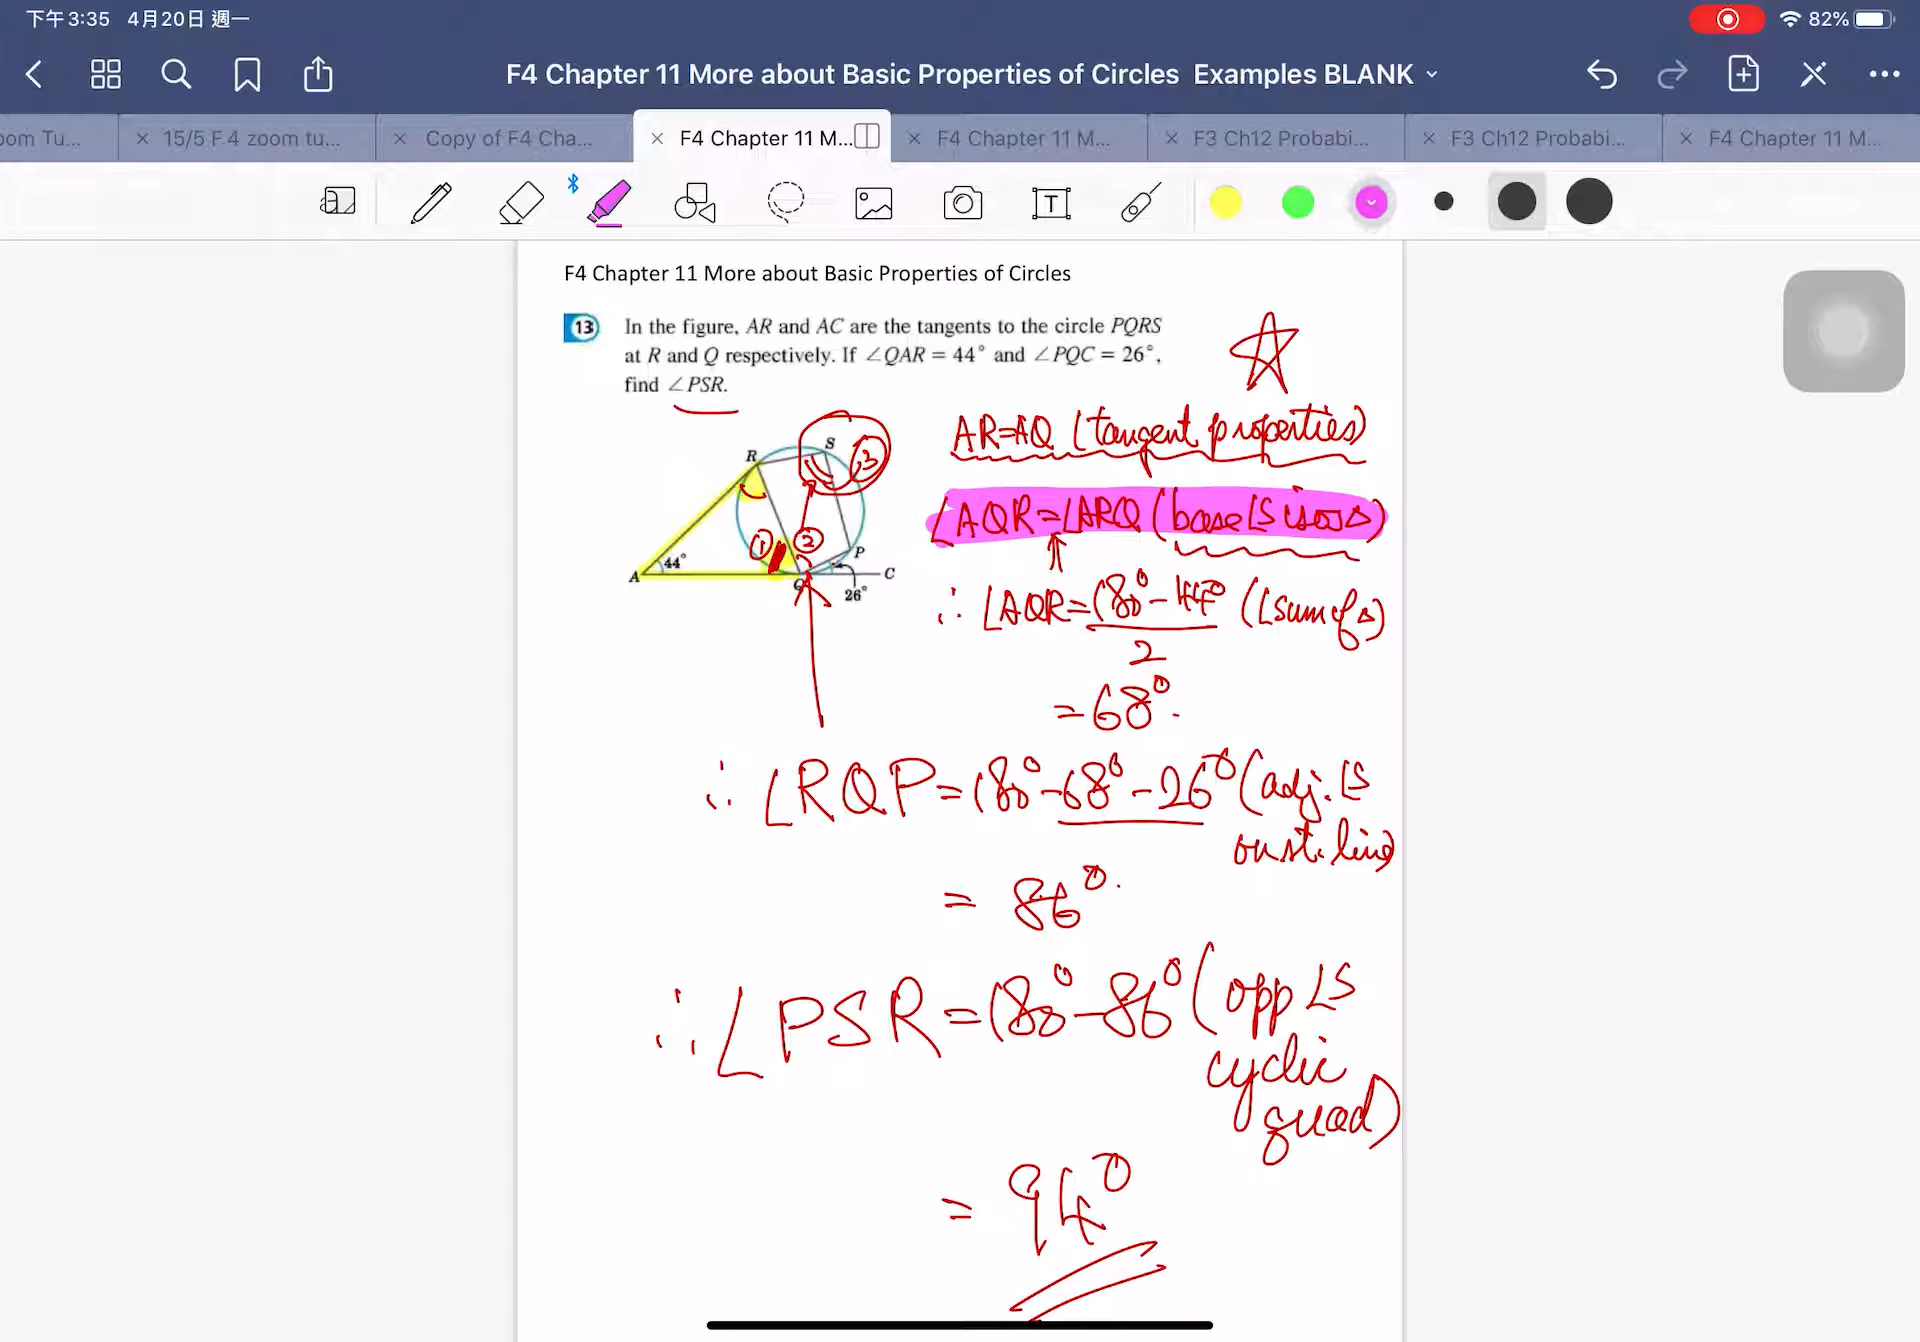 下午3:35 4月20日 週一
82%
F4 Chapter 11 More about Basic Properties of Circles Examples BLANK
oom Tu...
15/5 F.4 zoom tu...
Copy of F4 Cha...
F4 Chapter 11 M...
F4 Chapter 11 M...
F3 Ch12 Probabi...
F3 Ch12 Probabi...
F4 Chapter 11 M...
F4 Chapter 11 More about Basic Properties of Circles
13 In the figure, AR and AC are the tangents to the circle PQRS
at R and Q respectively. If ∠QAR = 44° and ∠PQC = 26°,
find ∠PSR.
AR=AQ (tangent properties)
∠AQR=∠ARQ (base ∠s isos △)
∴ ∠AQR=180°-44° (∠sum of △)
2
=68°.
∴ ∠RQP=180°-68°-26° (adj. ∠s
on st. line)
= 86°.
∴ ∠PSR=180°-86° (opp ∠s
cyclic
quad)
= 94°
R
S
3
1
2
P
A
44°
Q
C
26°